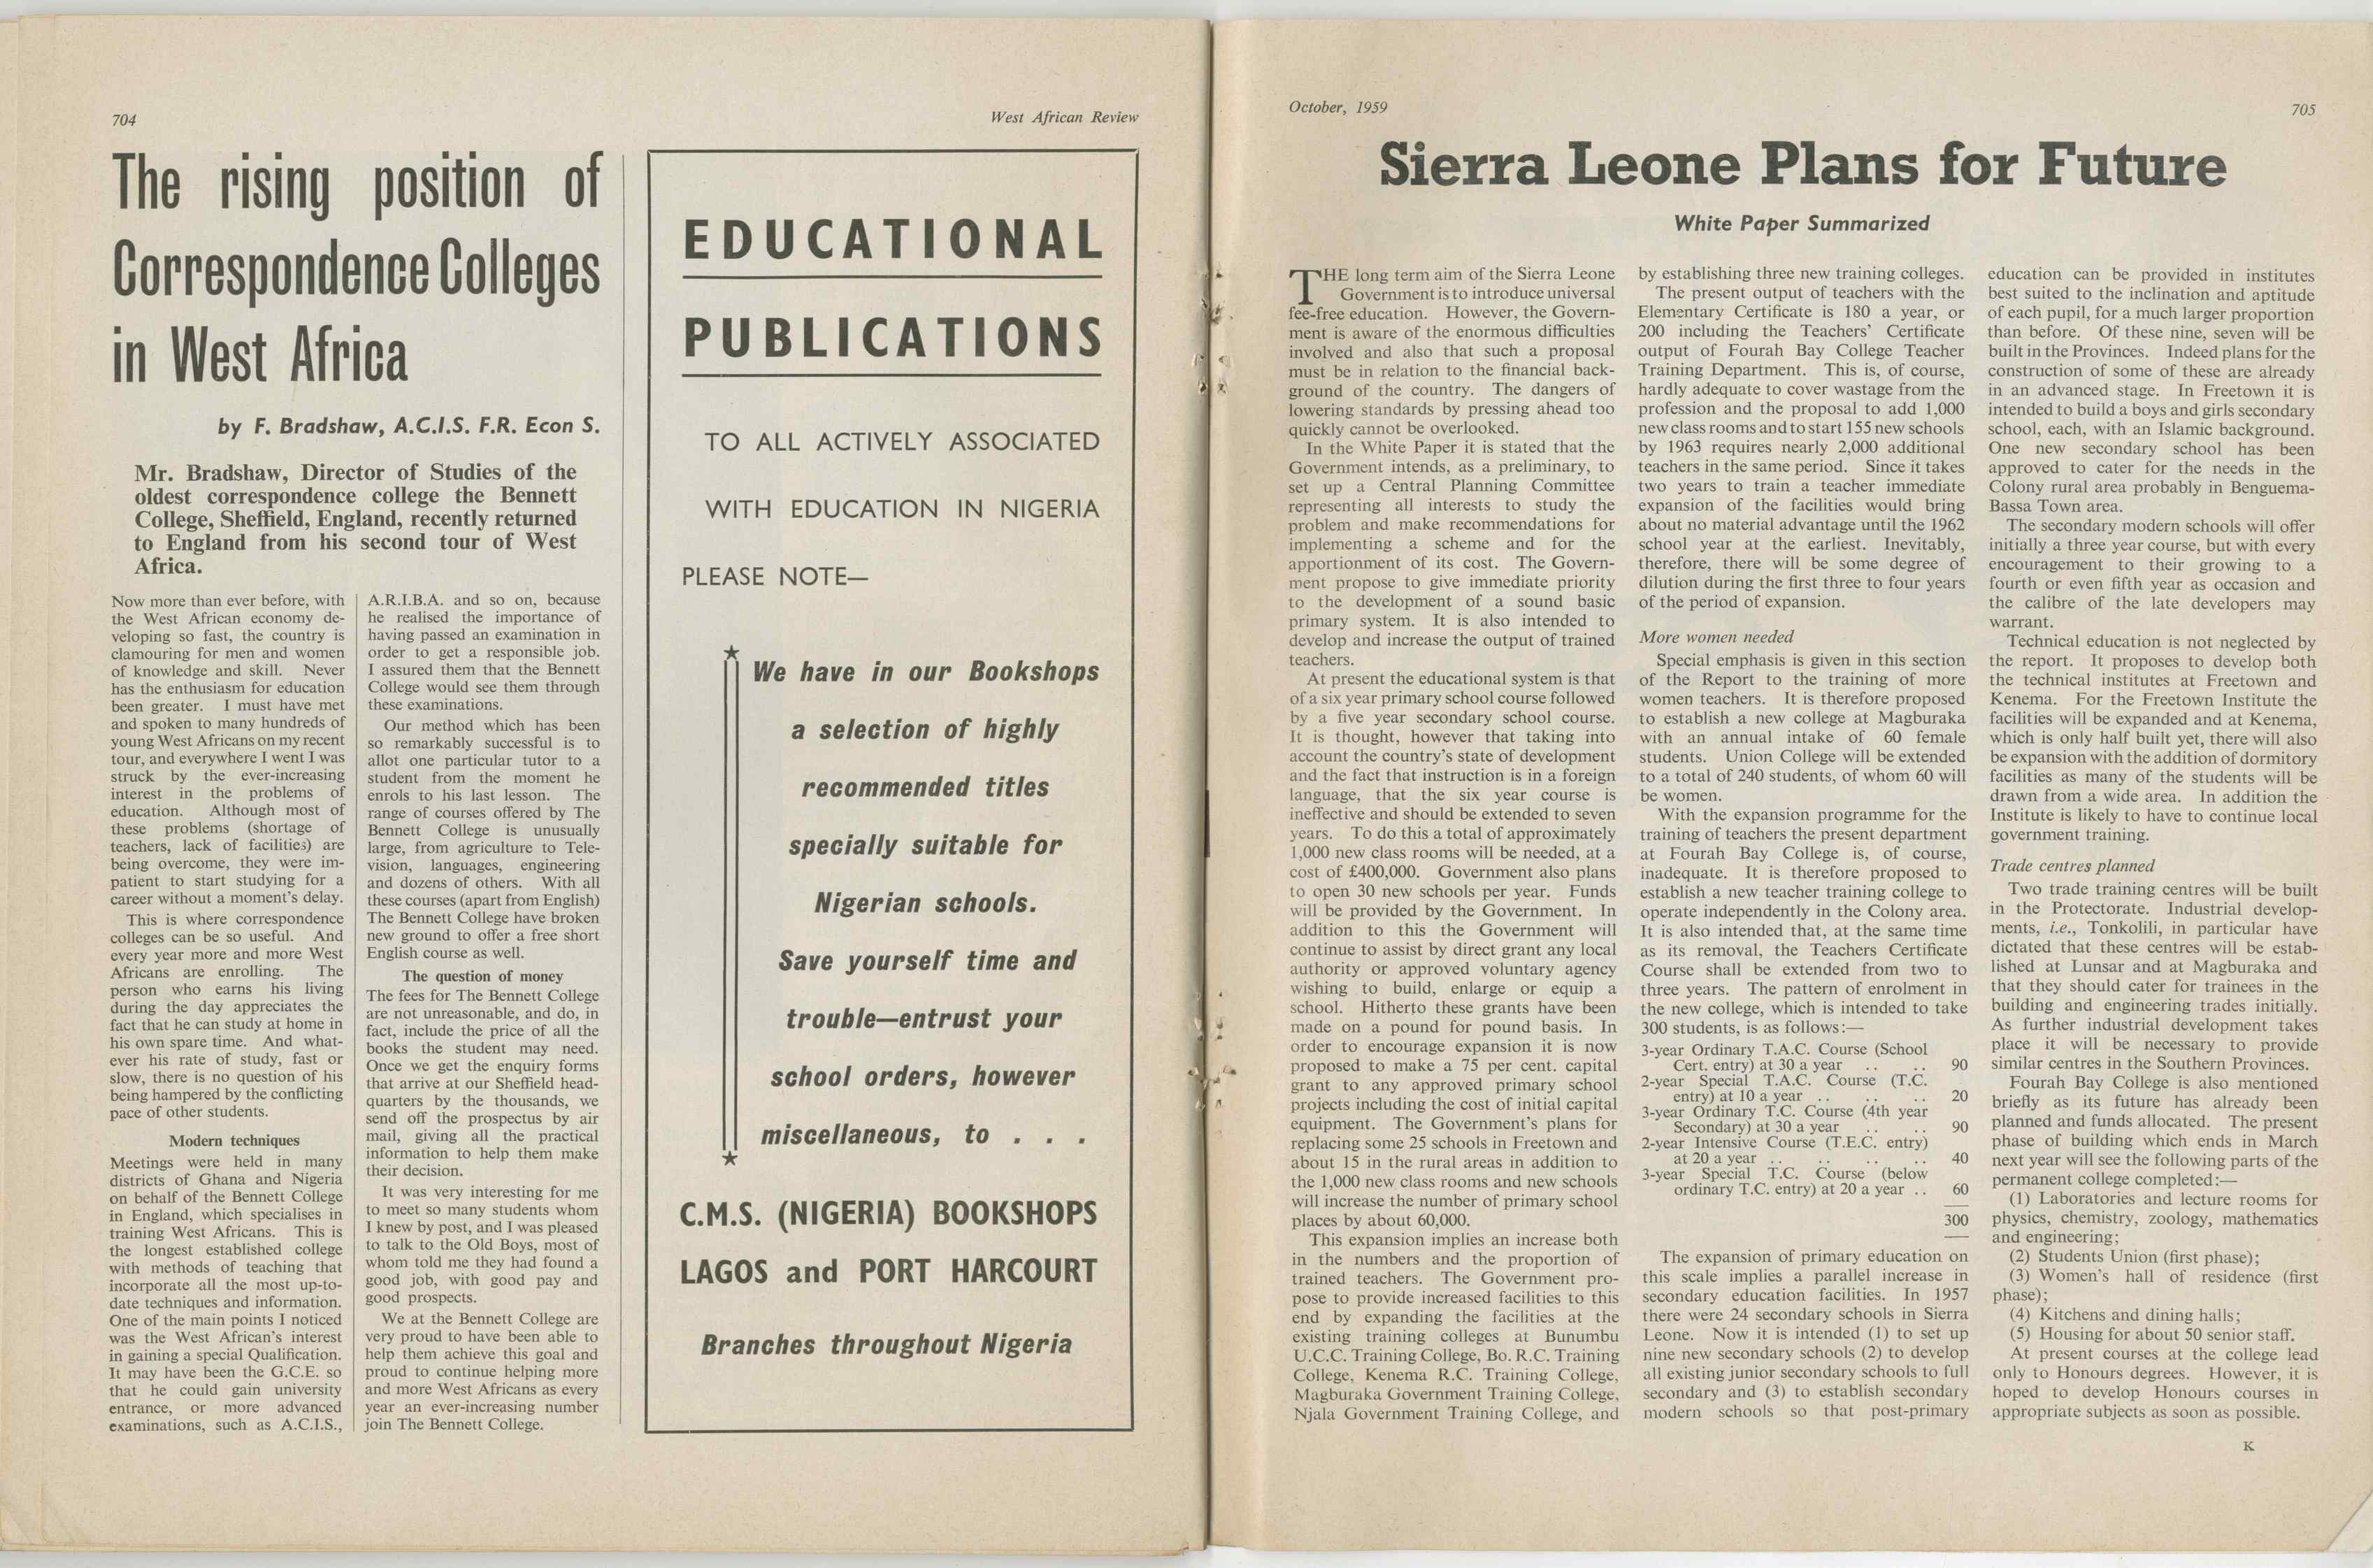 704
West African Review
The rising position of
Correspondence Colleges
in West Africa
by F. Bradshaw, A.C.I.S. F.R. Econ S.
Mr. Bradshaw, Director of Studies of the
oldest correspondence college the Bennett
College, Sheffield, England, recently returned
to England from his second tour of West
Africa.
Now more than ever before, with
the West African economy de-
veloping so fast, the country is
clamouring for men and women
of knowledge and skill. Never
has the enthusiasm for education
been greater. I must have met
and spoken to many hundreds of
young West Africans on my recent
tour, and everywhere I went I was
struck by the ever-increasing
interest in the problems of
education. Although most of
these problems (shortage of
teachers, lack of facilities) are
being overcome, they were im-
patient to start studying for a
career without a moment's delay.
This is where correspondence
colleges can be so useful. And
every year more and more West
Africans are enrolling. The
person who earns his living
during the day appreciates the
fact that he can study at home in
his own spare time. And what-
ever his rate of study, fast or
slow, there is no question of his
being hampered by the conflicting
pace of other students.
Modern techniques
Meetings were held in many
districts of Ghana and Nigeria
on behalf of the Bennett College
in England, which specialises in
training West Africans. This is
the longest established college
with methods of teaching that
incorporate all the most up-to-
date techniques and information.
One of the main points I noticed
was the West African's interest
in gaining a special Qualification.
It may have been the G.C.E. so
that he could gain university
entrance, or more advanced
examinations, such as A.C.I.S.,
A.R.I.B.A. and so on, because
he realised the importance of
having passed an examination in
order to get a responsible job.
I assured them that the Bennett
College would see them through
these examinations.
Our method which has been
so remarkably successful is to
allot one particular tutor to a
student from the moment he
enrols to his last lesson. The
range of courses offered by The
Bennett College is unusually
large, from agriculture to Tele-
vision, languages, engineering
and dozens of others. With all
these courses (apart from English)
The Bennett College have broken
new ground to offer a free short
English course as well.
The question of money
The fees for The Bennett College
are not unreasonable, and do, in
fact, include the price of all the
books the student may need.
Once we get the enquiry forms
that arrive at our Sheffield head-
quarters by the thousands, we
send off the prospectus by air
mail, giving all the practical
information to help them make
their decision.
It was very interesting for me
to meet so many students whom
I knew by post, and I was pleased
to talk to the Old Boys, most of
whom told me they had found a
good job, with good pay and
good prospects.
We at the Bennett College are
very proud to have been able to
help them achieve this goal and
proud to continue helping more
and more West Africans as every
year an ever-increasing number
join The Bennett College.
EDUCATIONAL
PUBLICATIONS
TO ALL ACTIVELY ASSOCIATED
WITH EDUCATION IN NIGERIA
PLEASE NOTE—
We have in our Bookshops
a selection of highly
recommended titles
specially suitable for
Nigerian schools.
Save yourself time and
trouble—entrust your
school orders, however
miscellaneous, to . . .
C.M.S. (NIGERIA) BOOKSHOPS
LAGOS and PORT HARCOURT
Branches throughout Nigeria
October, 1959
705
Sierra Leone Plans for Future
White Paper Summarized
THE long term aim of the Sierra Leone
Government is to introduce universal
fee-free education. However, the Govern-
ment is aware of the enormous difficulties
involved and also that such a proposal
must be in relation to the financial back-
ground of the country. The dangers of
lowering standards by pressing ahead too
quickly cannot be overlooked.
In the White Paper it is stated that the
Government intends, as a preliminary, to
set up a Central Planning Committee
representing all interests to study the
problem and make recommendations for
implementing a scheme and for the
apportionment of its cost. The Govern-
ment propose to give immediate priority
to the development of a sound basic
primary system. It is also intended to
develop and increase the output of trained
teachers.
At present the educational system is that
of a six year primary school course followed
by a five year secondary school course.
It is thought, however that taking into
account the country's state of development
and the fact that instruction is in a foreign
language, that the six year course is
ineffective and should be extended to seven
years. To do this a total of approximately
1,000 new class rooms will be needed, at a
cost of £400,000. Government also plans
to open 30 new schools per year. Funds
will be provided by the Government. In
addition to this the Government will
continue to assist by direct grant any local
authority or approved voluntary agency
wishing to build, enlarge or equip a
school. Hitherto these grants have been
made on a pound for pound basis. In
order to encourage expansion it is now
proposed to make a 75 per cent. capital
grant to any approved primary school
projects including the cost of initial capital
equipment. The Government's plans for
replacing some 25 schools in Freetown and
about 15 in the rural areas in addition to
the 1,000 new class rooms and new schools
will increase the number of primary school
places by about 60,000.
This expansion implies an increase both
in the numbers and the proportion of
trained teachers. The Government pro-
pose to provide increased facilities to this
end by expanding the facilities at the
existing training colleges at Bunumbu
U.C.C. Training College, Bo. R.C. Training
College, Kenema R.C. Training College,
Magburaka Government Training College,
Njala Government Training College, and
by establishing three new training colleges.
The present output of teachers with the
Elementary Certificate is 180 a year, or
200 including the Teachers' Certificate
output of Fourah Bay College Teacher
Training Department. This is, of course,
hardly adequate to cover wastage from the
profession and the proposal to add 1,000
new class rooms and to start 155 new schools
by 1963 requires nearly 2,000 additional
teachers in the same period. Since it takes
two years to train a teacher immediate
expansion of the facilities would bring
about no material advantage until the 1962
school year at the earliest. Inevitably,
therefore, there will be some degree of
dilution during the first three to four years
of the period of expansion.
More women needed
Special emphasis is given in this section
of the Report to the training of more
women teachers. It is therefore proposed
to establish a new college at Magburaka
with an annual intake of 60 female
students. Union College will be extended
to a total of 240 students, of whom 60 will
be women.
With the expansion programme for the
training of teachers the present department
at Fourah Bay College is, of course,
inadequate. It is therefore proposed to
establish a new teacher training college to
operate independently in the Colony area.
It is also intended that, at the same time
as its removal, the Teachers Certificate
Course shall be extended from two to
three years. The pattern of enrolment in
the new college, which is intended to take
300 students, is as follows:—
3-year Ordinary T.A.C. Course (School
Cert. entry) at 30 a year .. .. 90
2-year Special T.A.C. Course (T.C.
entry) at 10 a year .. .. .. 20
3-year Ordinary T.C. Course (4th year
Secondary) at 30 a year .. .. 90
2-year Intensive Course (T.E.C. entry)
at 20 a year .. .. .. .. 40
3-year Special T.C. Course (below
ordinary T.C. entry) at 20 a year .. 60
300
The expansion of primary education on
this scale implies a parallel increase in
secondary education facilities. In 1957
there were 24 secondary schools in Sierra
Leone. Now it is intended (1) to set up
nine new secondary schools (2) to develop
all existing junior secondary schools to full
secondary and (3) to establish secondary
modern schools so that post-primary
education can be provided in institutes
best suited to the inclination and aptitude
of each pupil, for a much larger proportion
than before. Of these nine, seven will be
built in the Provinces. Indeed plans for the
construction of some of these are already
in an advanced stage. In Freetown it is
intended to build a boys and girls secondary
school, each, with an Islamic background.
One new secondary school has been
approved to cater for the needs in the
Colony rural area probably in Benguema-
Bassa Town area.
The secondary modern schools will offer
initially a three year course, but with every
encouragement to their growing to a
fourth or even fifth year as occasion and
the calibre of the late developers may
warrant.
Technical education is not neglected by
the report. It proposes to develop both
the technical institutes at Freetown and
Kenema. For the Freetown Institute the
facilities will be expanded and at Kenema,
which is only half built yet, there will also
be expansion with the addition of dormitory
facilities as many of the students will be
drawn from a wide area. In addition the
Institute is likely to have to continue local
government training.
Trade centres planned
Two trade training centres will be built
in the Protectorate. Industrial develop-
ments, i.e., Tonkolili, in particular have
dictated that these centres will be estab-
lished at Lunsar and at Magburaka and
that they should cater for trainees in the
building and engineering trades initially.
As further industrial development takes
place it will be necessary to provide
similar centres in the Southern Provinces.
Fourah Bay College is also mentioned
briefly as its future has already been
planned and funds allocated. The present
phase of building which ends in March
next year will see the following parts of the
permanent college completed:—
(1) Laboratories and lecture rooms for
physics, chemistry, zoology, mathematics
and engineering;
(2) Students Union (first phase);
(3) Women's hall of residence (first
phase);
(4) Kitchens and dining halls;
(5) Housing for about 50 senior staff.
At present courses at the college lead
only to Honours degrees. However, it is
hoped to develop Honours courses in
appropriate subjects as soon as possible.
K